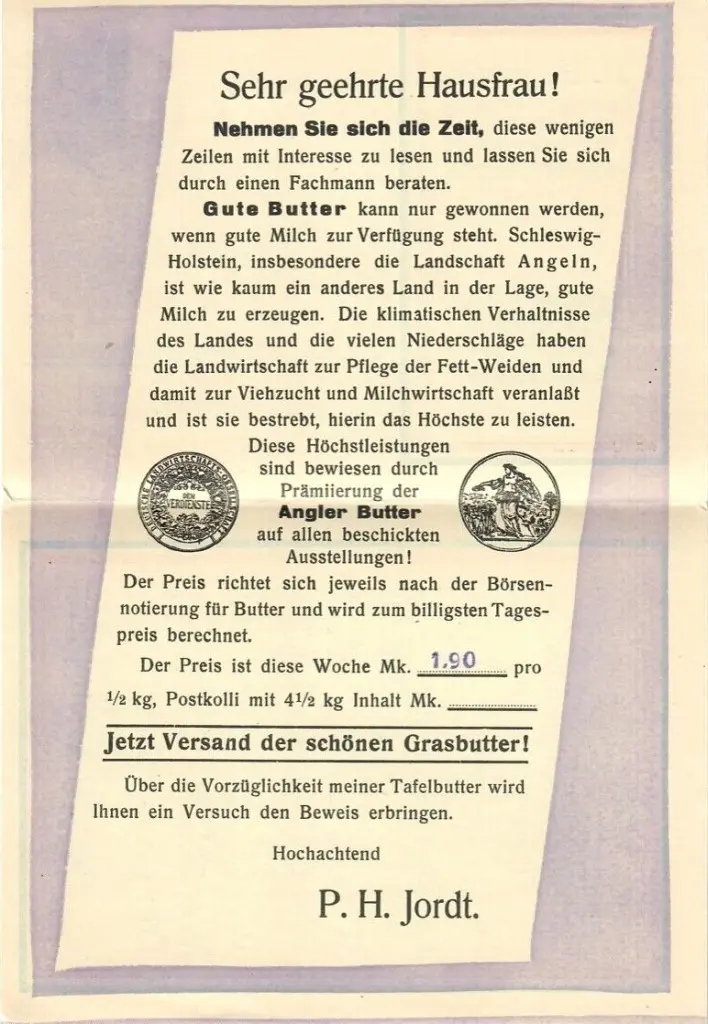 Sehr geehrte Hausfrau!
Nehmen Sie sich die Zeit, diese wenigen
Zeilen mit Interesse zu lesen und lassen Sie sich
durch einen Fachmann beraten.
Gute Butter kann nur gewonnen werden,
wenn gute Milch zur Verfügung steht. Schleswig-
Holstein, insbesondere die Landschaft Angeln,
ist wie kaum ein anderes Land in der Lage, gute
Milch zu erzeugen. Die klimatischen Verhaltnisse
des Landes und die vielen Niederschläge haben
die Landwirtschaft zur Pflege der Fett-Weiden und
damit zur Viehzucht und Milchwirtschaft veranlaßt
und ist sie bestrebt, hierin das Höchste zu leisten.
Diese Höchstleistungen
sind bewiesen durch
Prämiierung der
Angler Butter
auf allen beschickten
Ausstellungen!
DEUTSCHE LANDWIRTSCHAFTS-GESELLSCHAFT
DEM
VERDIENSTE
Der Preis richtet sich jeweils nach der Börsen-
notierung für Butter und wird zum billigsten Tages-
preis berechnet.
Der Preis ist diese Woche Mk. 1.90 pro
1/2 kg, Postkolli mit 41/2 kg Inhalt Mk.
Jetzt Versand der schönen Grasbutter!
Über die Vorzüglichkeit meiner Tafelbutter wird
Ihnen ein Versuch den Beweis erbringen.
Hochachtend
P. H. Jordt.